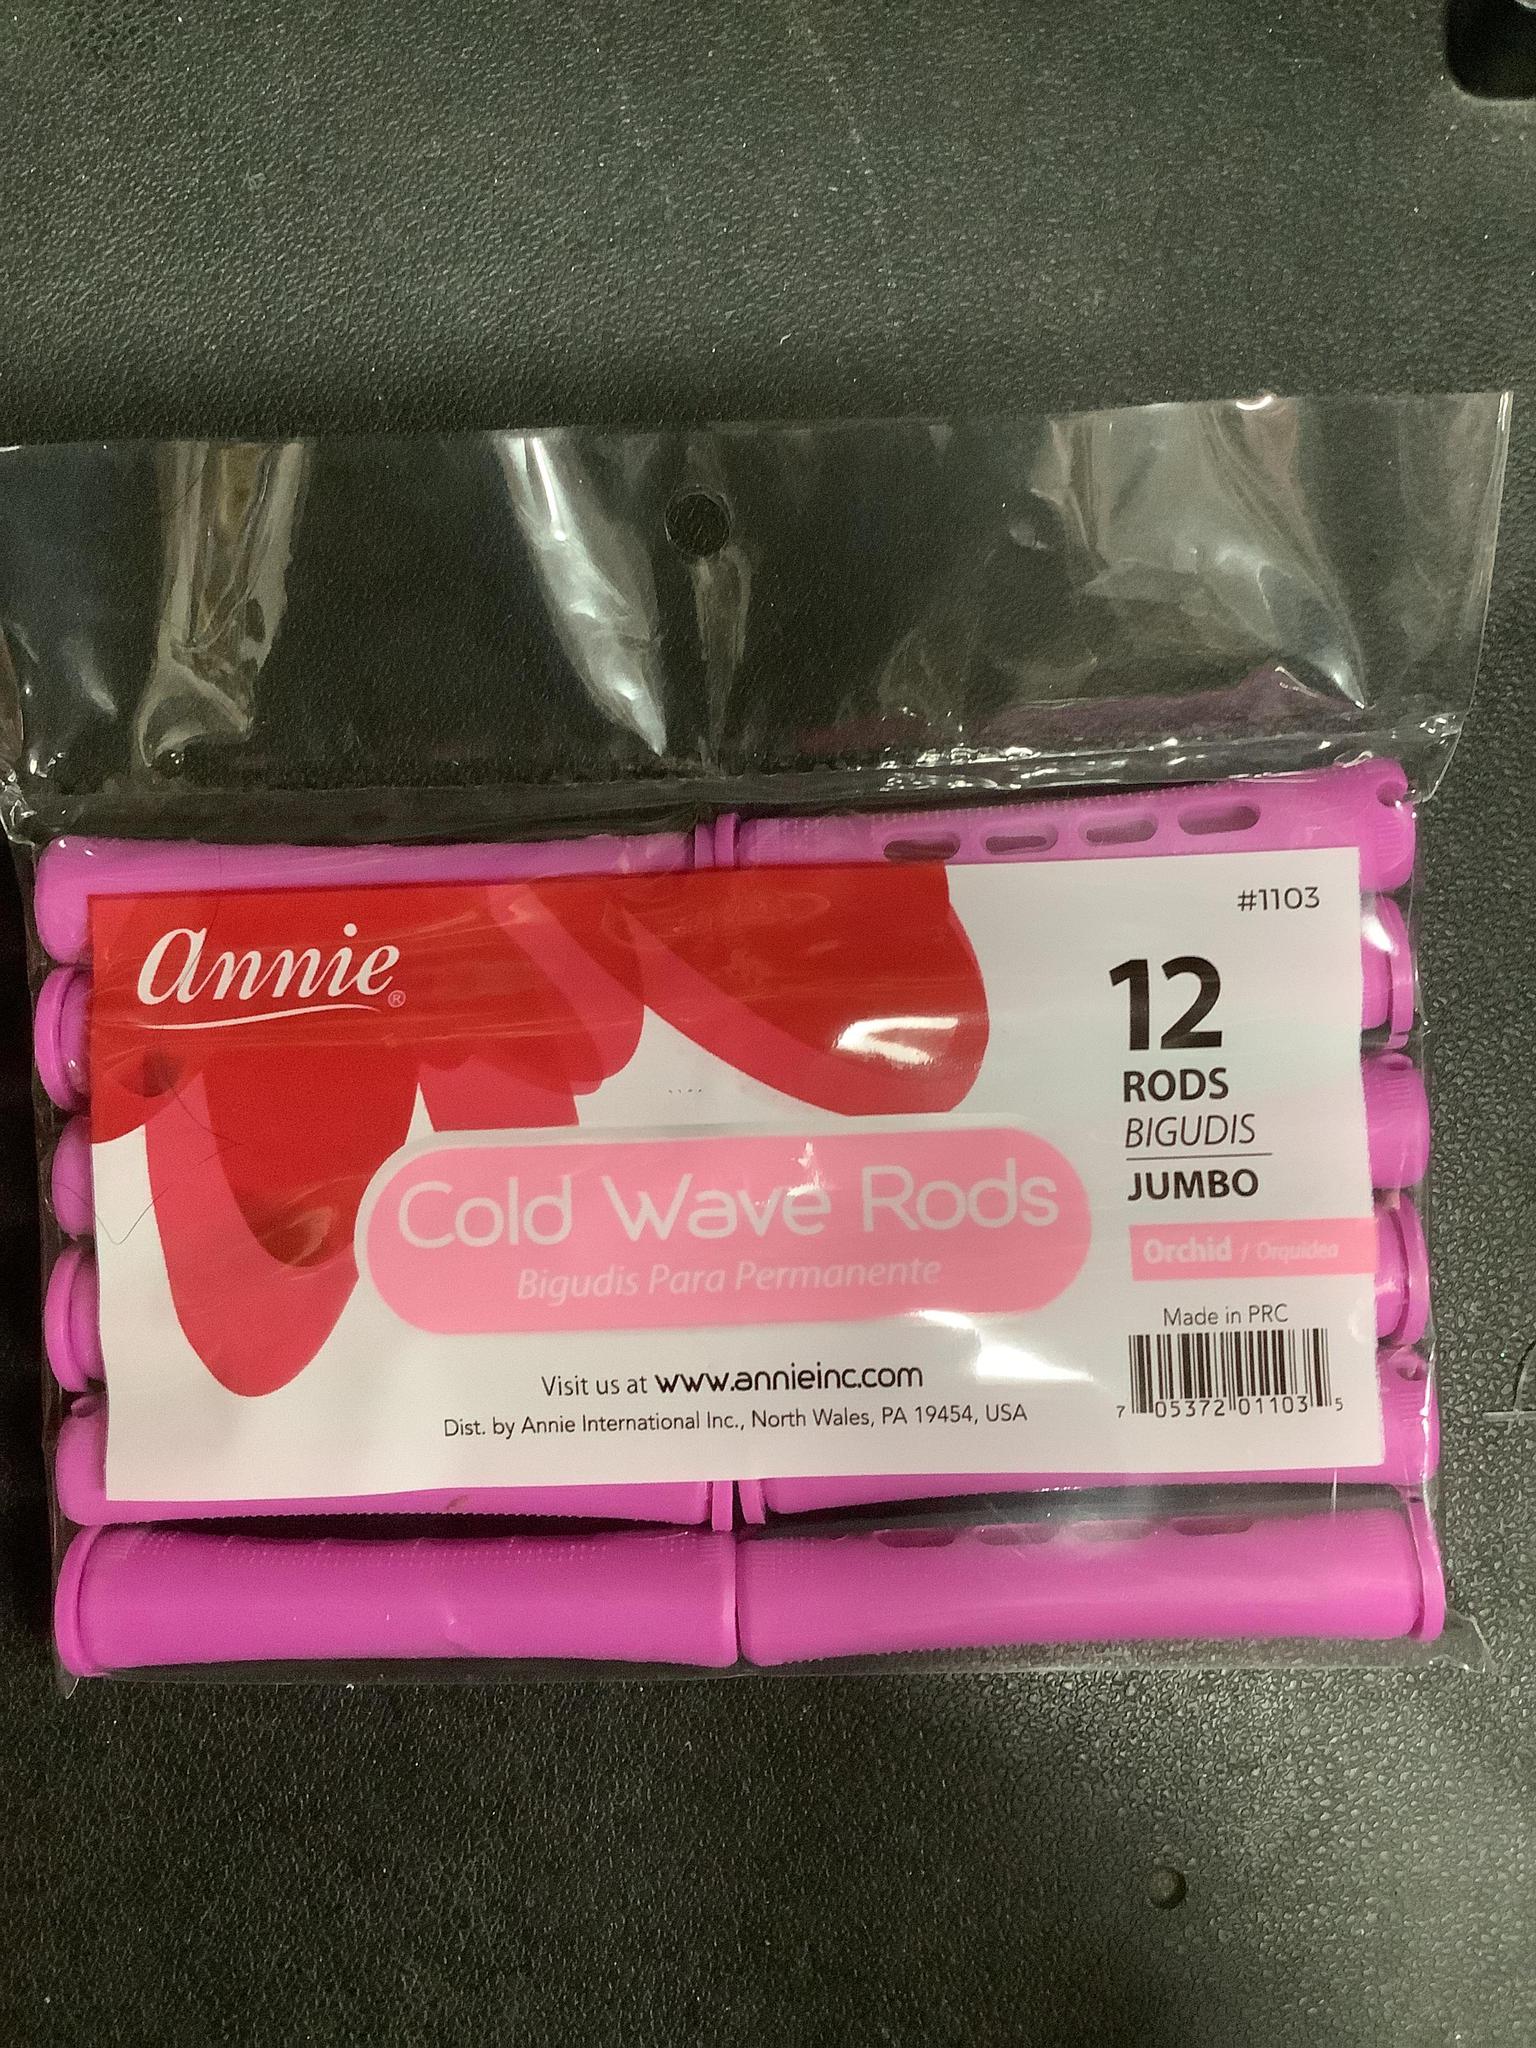 annie®
#1103
12
RODS
BIGUDIS
JUMBO
Orchid / Orquidea
Cold Wave Rods
Bigudis Para Permanente
Visit us at www.annieinc.com
Dist. by Annie International Inc., North Wales, PA 19454, USA
Made in PRC
7 05372 01103 5